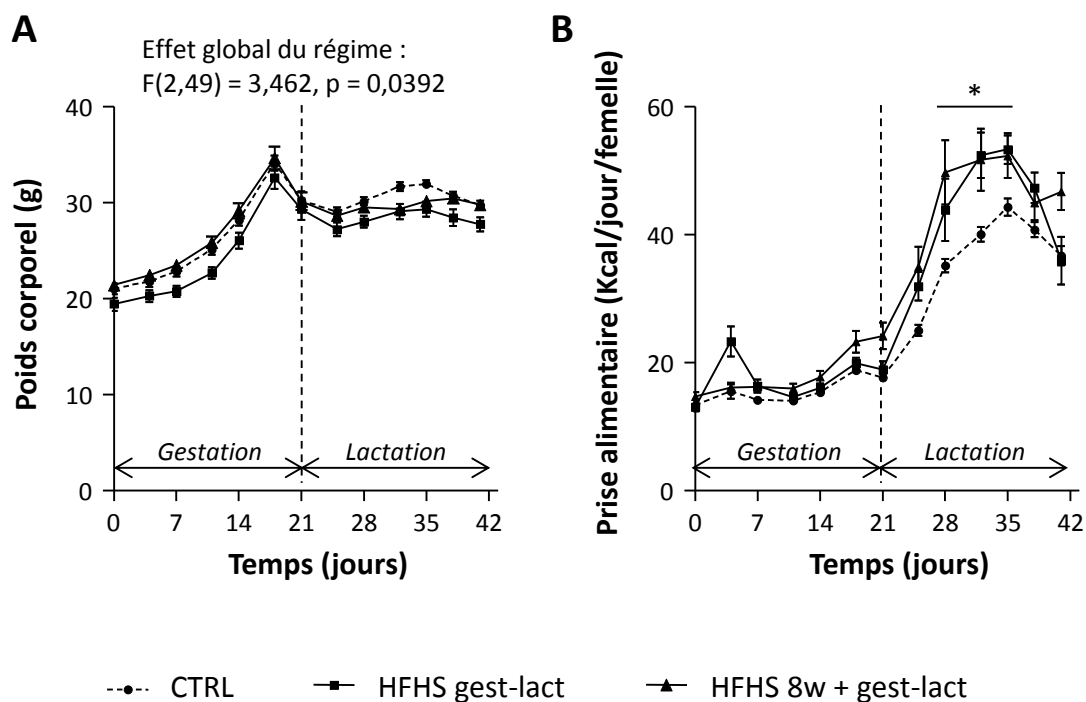 A
Effet global du régime :
F(2,49) = 3,462, p = 0,0392
Poids corporel (g)
40
30
20
10
0
Gestation
Lactation
0 7 14 21 28 35 42
Temps (jours)
B
*
Prise alimentaire (Kcal/jour/femelle)
60
40
20
0
Gestation
Lactation
0 7 14 21 28 35 42
Temps (jours)
CTRL
HFHS gest-lact
HFHS 8w + gest-lact